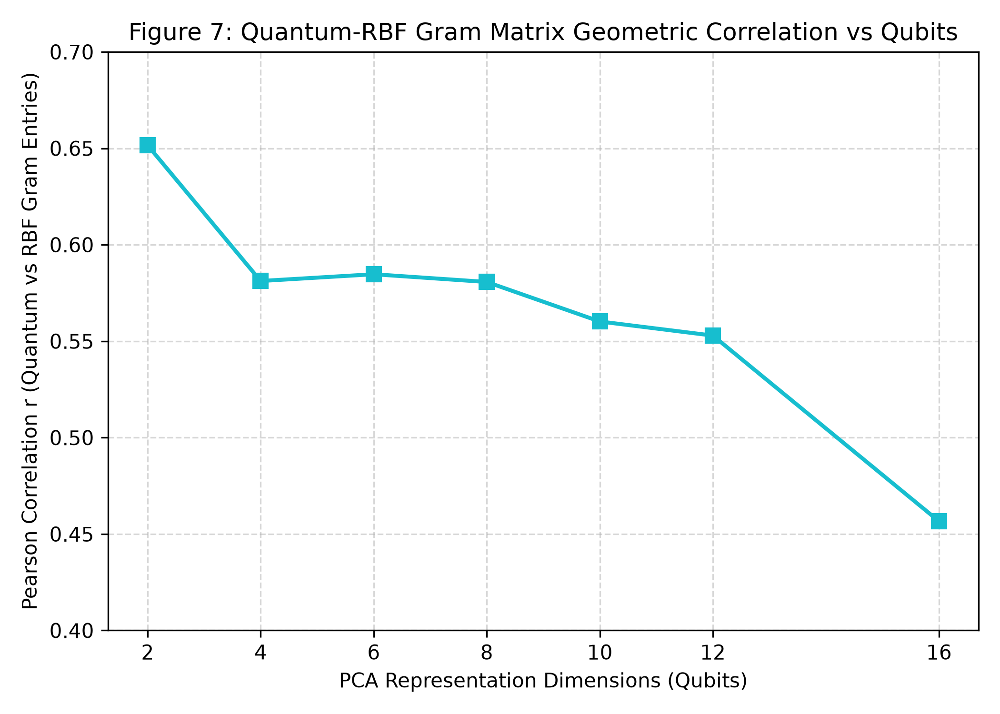 Figure 7: Quantum-RBF Gram Matrix Geometric Correlation vs Qubits
Pearson Correlation r (Quantum vs RBF Gram Entries)
0.70
0.65
0.60
0.55
0.50
0.45
0.40
2 4 6 8 10 12 16
PCA Representation Dimensions (Qubits)